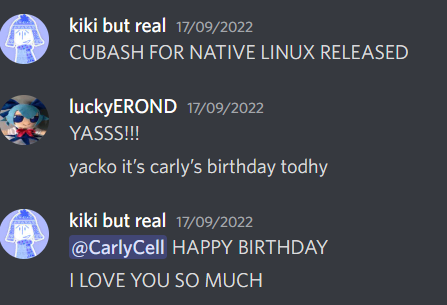 kiki but real 17/09/2022
CUBASH FOR NATIVE LINUX RELEASED
luckyEROND 17/09/2022
YASSS!!!
yacko it’s carly’s birthday todhy
kiki but real 17/09/2022
@CarlyCell HAPPY BIRTHDAY
I LOVE YOU SO MUCH